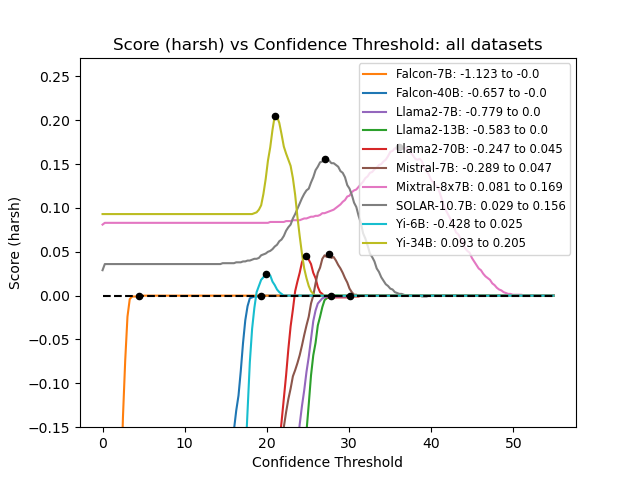 Score (harsh) vs Confidence Threshold: all datasets
Score (harsh)
0.25
0.20
0.15
0.10
0.05
0.00
−0.05
−0.10
−0.15
Falcon-7B: -1.123 to -0.0
Falcon-40B: -0.657 to -0.0
Llama2-7B: -0.779 to 0.0
Llama2-13B: -0.583 to 0.0
Llama2-70B: -0.247 to 0.045
Mistral-7B: -0.289 to 0.047
Mixtral-8x7B: 0.081 to 0.169
SOLAR-10.7B: 0.029 to 0.156
Yi-6B: -0.428 to 0.025
Yi-34B: 0.093 to 0.205
0 10 20 30 40 50
Confidence Threshold